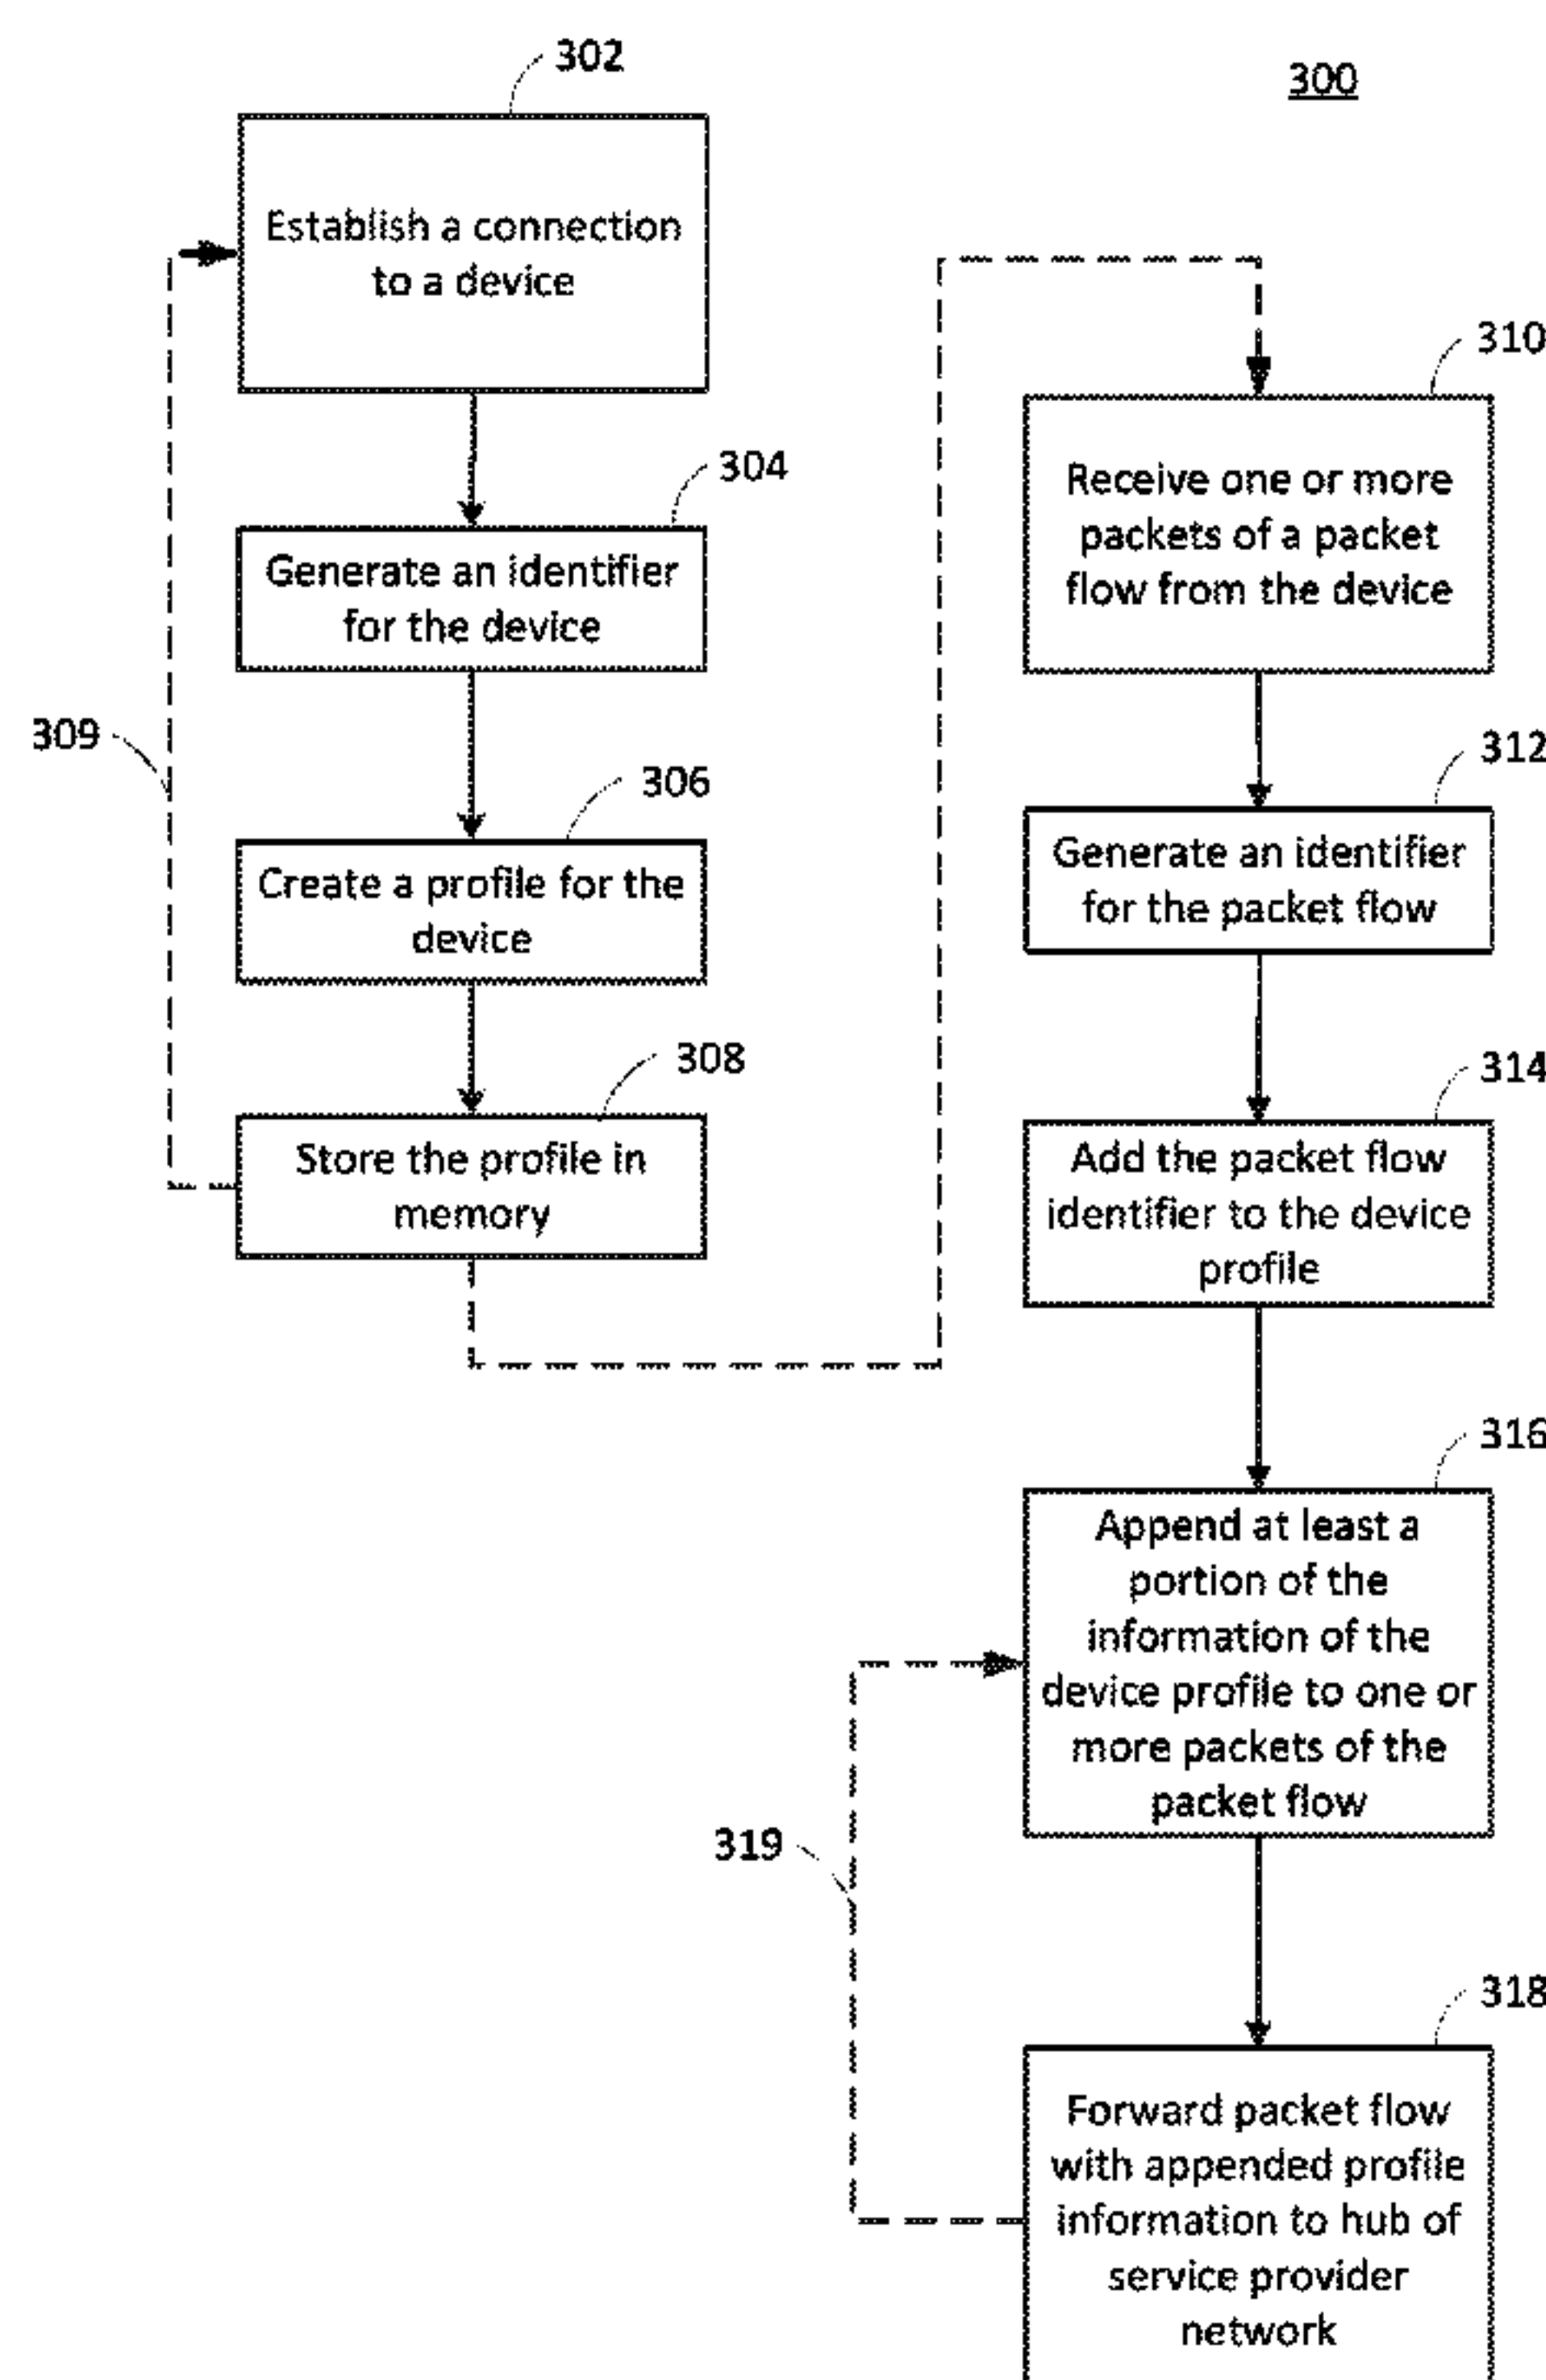 302
300
Establish a connection
to a device
304
Generate an identifier
for the device
309
306
Create a profile for the
device
308
Store the profile in
memory
310
Receive one or more
packets of a packet
flow from the device
312
Generate an identifier
for the packet flow
314
Add the packet flow
identifier to the device
profile
316
Append at least a
portion of the
information of the
device profile to one or
more packets of the
packet flow
319
318
Forward packet flow
with appended profile
information to hub of
service provider
network